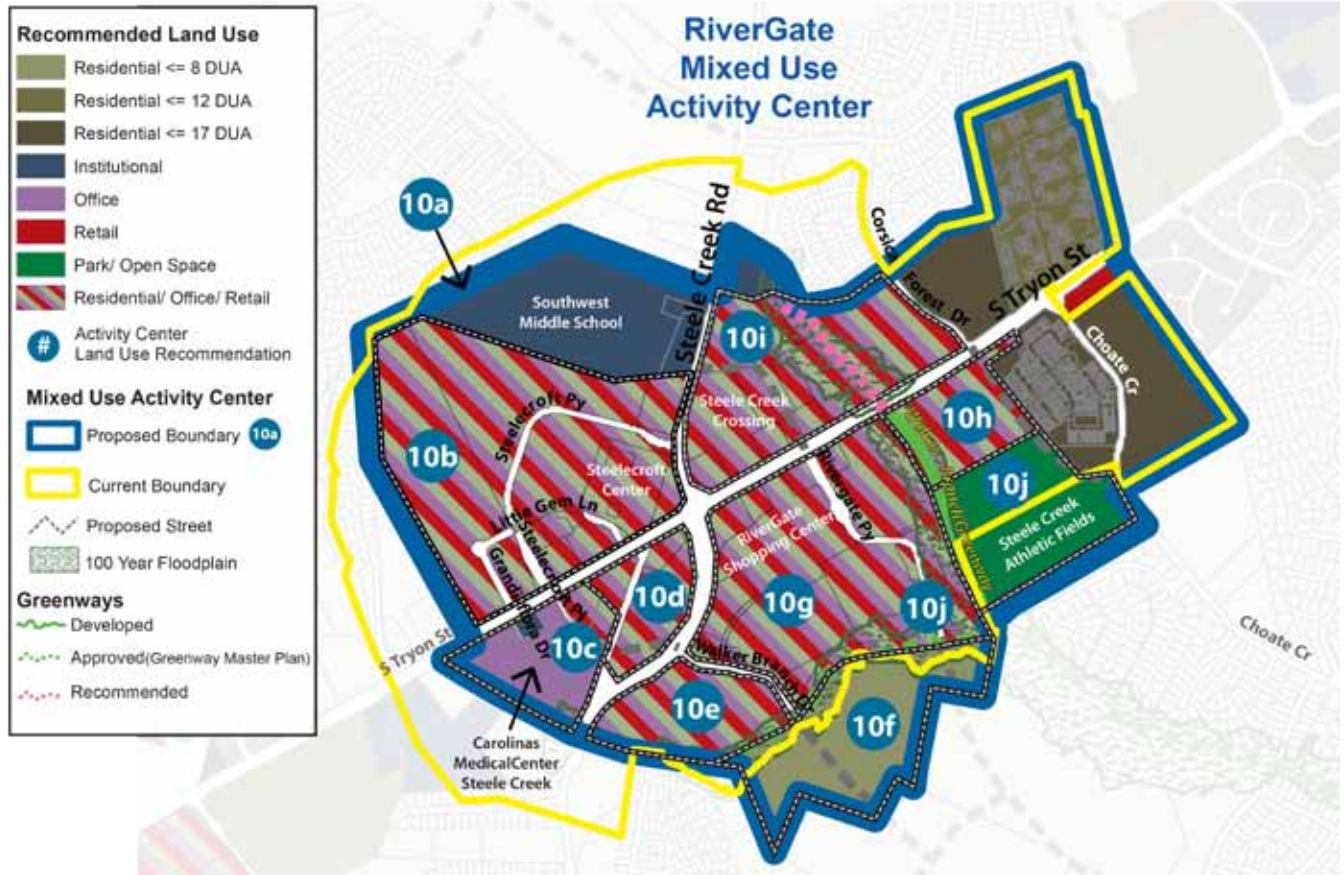 RiverGate
Mixed Use
Activity Center
Recommended Land Use
Residential <= 8 DUA
Residential <= 12 DUA
Residential <= 17 DUA
Institutional
Office
Retail
Park/ Open Space
Residential/ Office/ Retail
#
Activity Center
Land Use Recommendation
Mixed Use Activity Center
Proposed Boundary 10a
Current Boundary
Proposed Street
100 Year Floodplain
Greenways
Developed
Approved(Greenway Master Plan)
Recommended
10a
Southwest
Middle School
Steele Creek Rd
Corsica
Forest Dr
S Tryon St
Choate Cr
10i
Steele Creek
Crossing
10h
10b
Steelecroft Py
Steelecroft
Center
Little Gem Ln
Steelecroft Py
10j
Steele Creek
Athletic Fields
Rivergate Py
RiverGate
Shopping Center
10d
10g
10j
S Tryon St
10c
Walker Branch
10e
10f
Carolinas
MedicalCenter
Steele Creek
Choate Cr